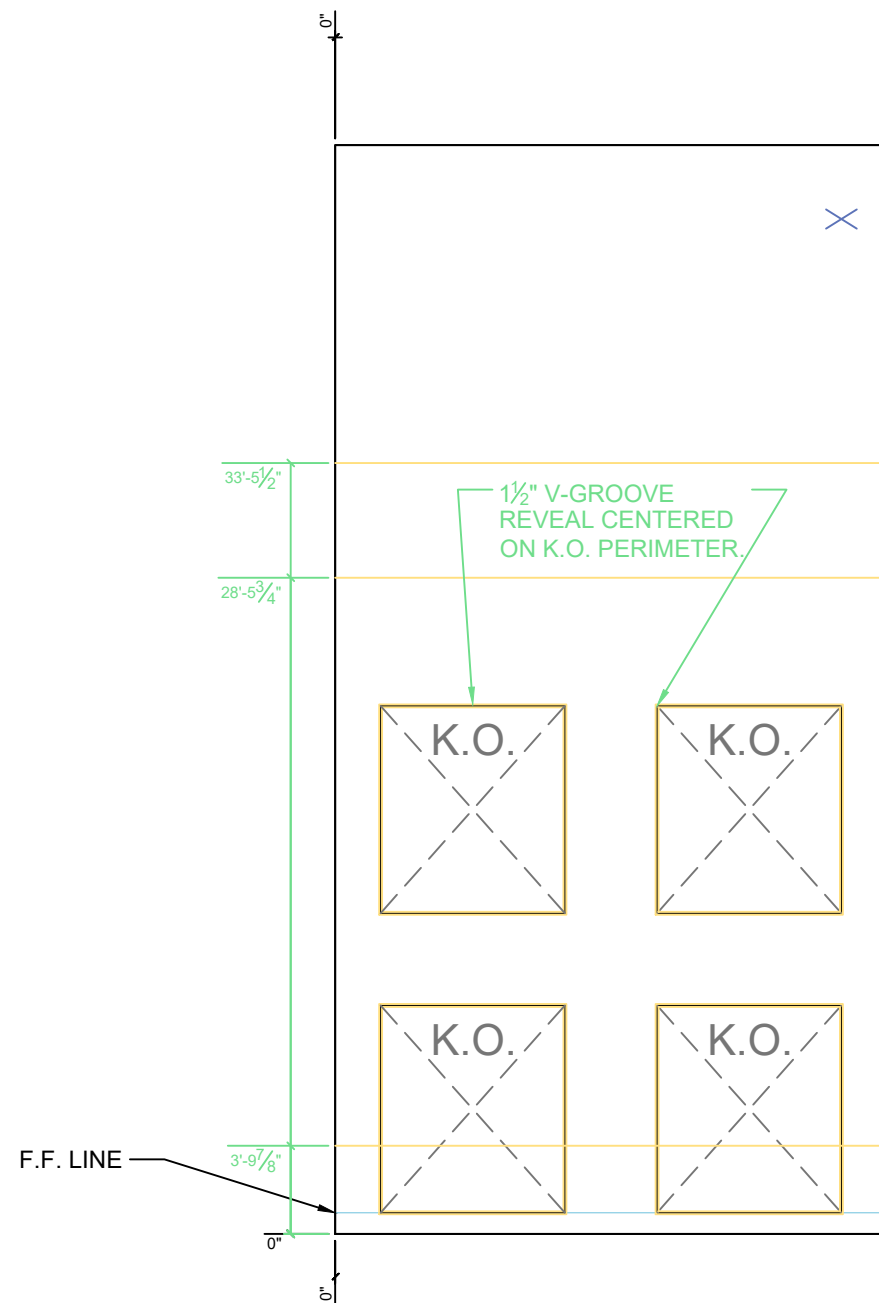 0"
33'-5½"
1½" V-GROOVE
REVEAL CENTERED
ON K.O. PERIMETER.
28'-5¾"
K.O.
K.O.
K.O.
K.O.
F.F. LINE
3'-9⅞"
0"
0"